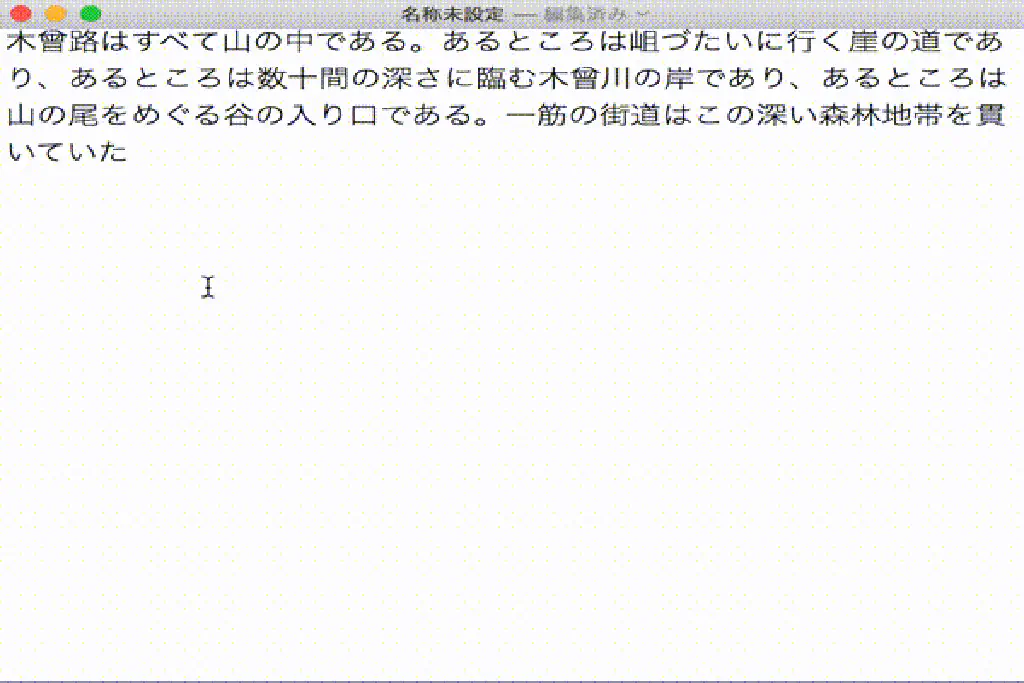 名称未設定 — 編集済み
木曾路はすべて山の中である。あるところは岨づたいに行く崖の道であ
り、あるところは数十間の深さに臨む木曾川の岸であり、あるところは
山の尾をめぐる谷の入り口である。一筋の街道はこの深い森林地帯を貫
いていた